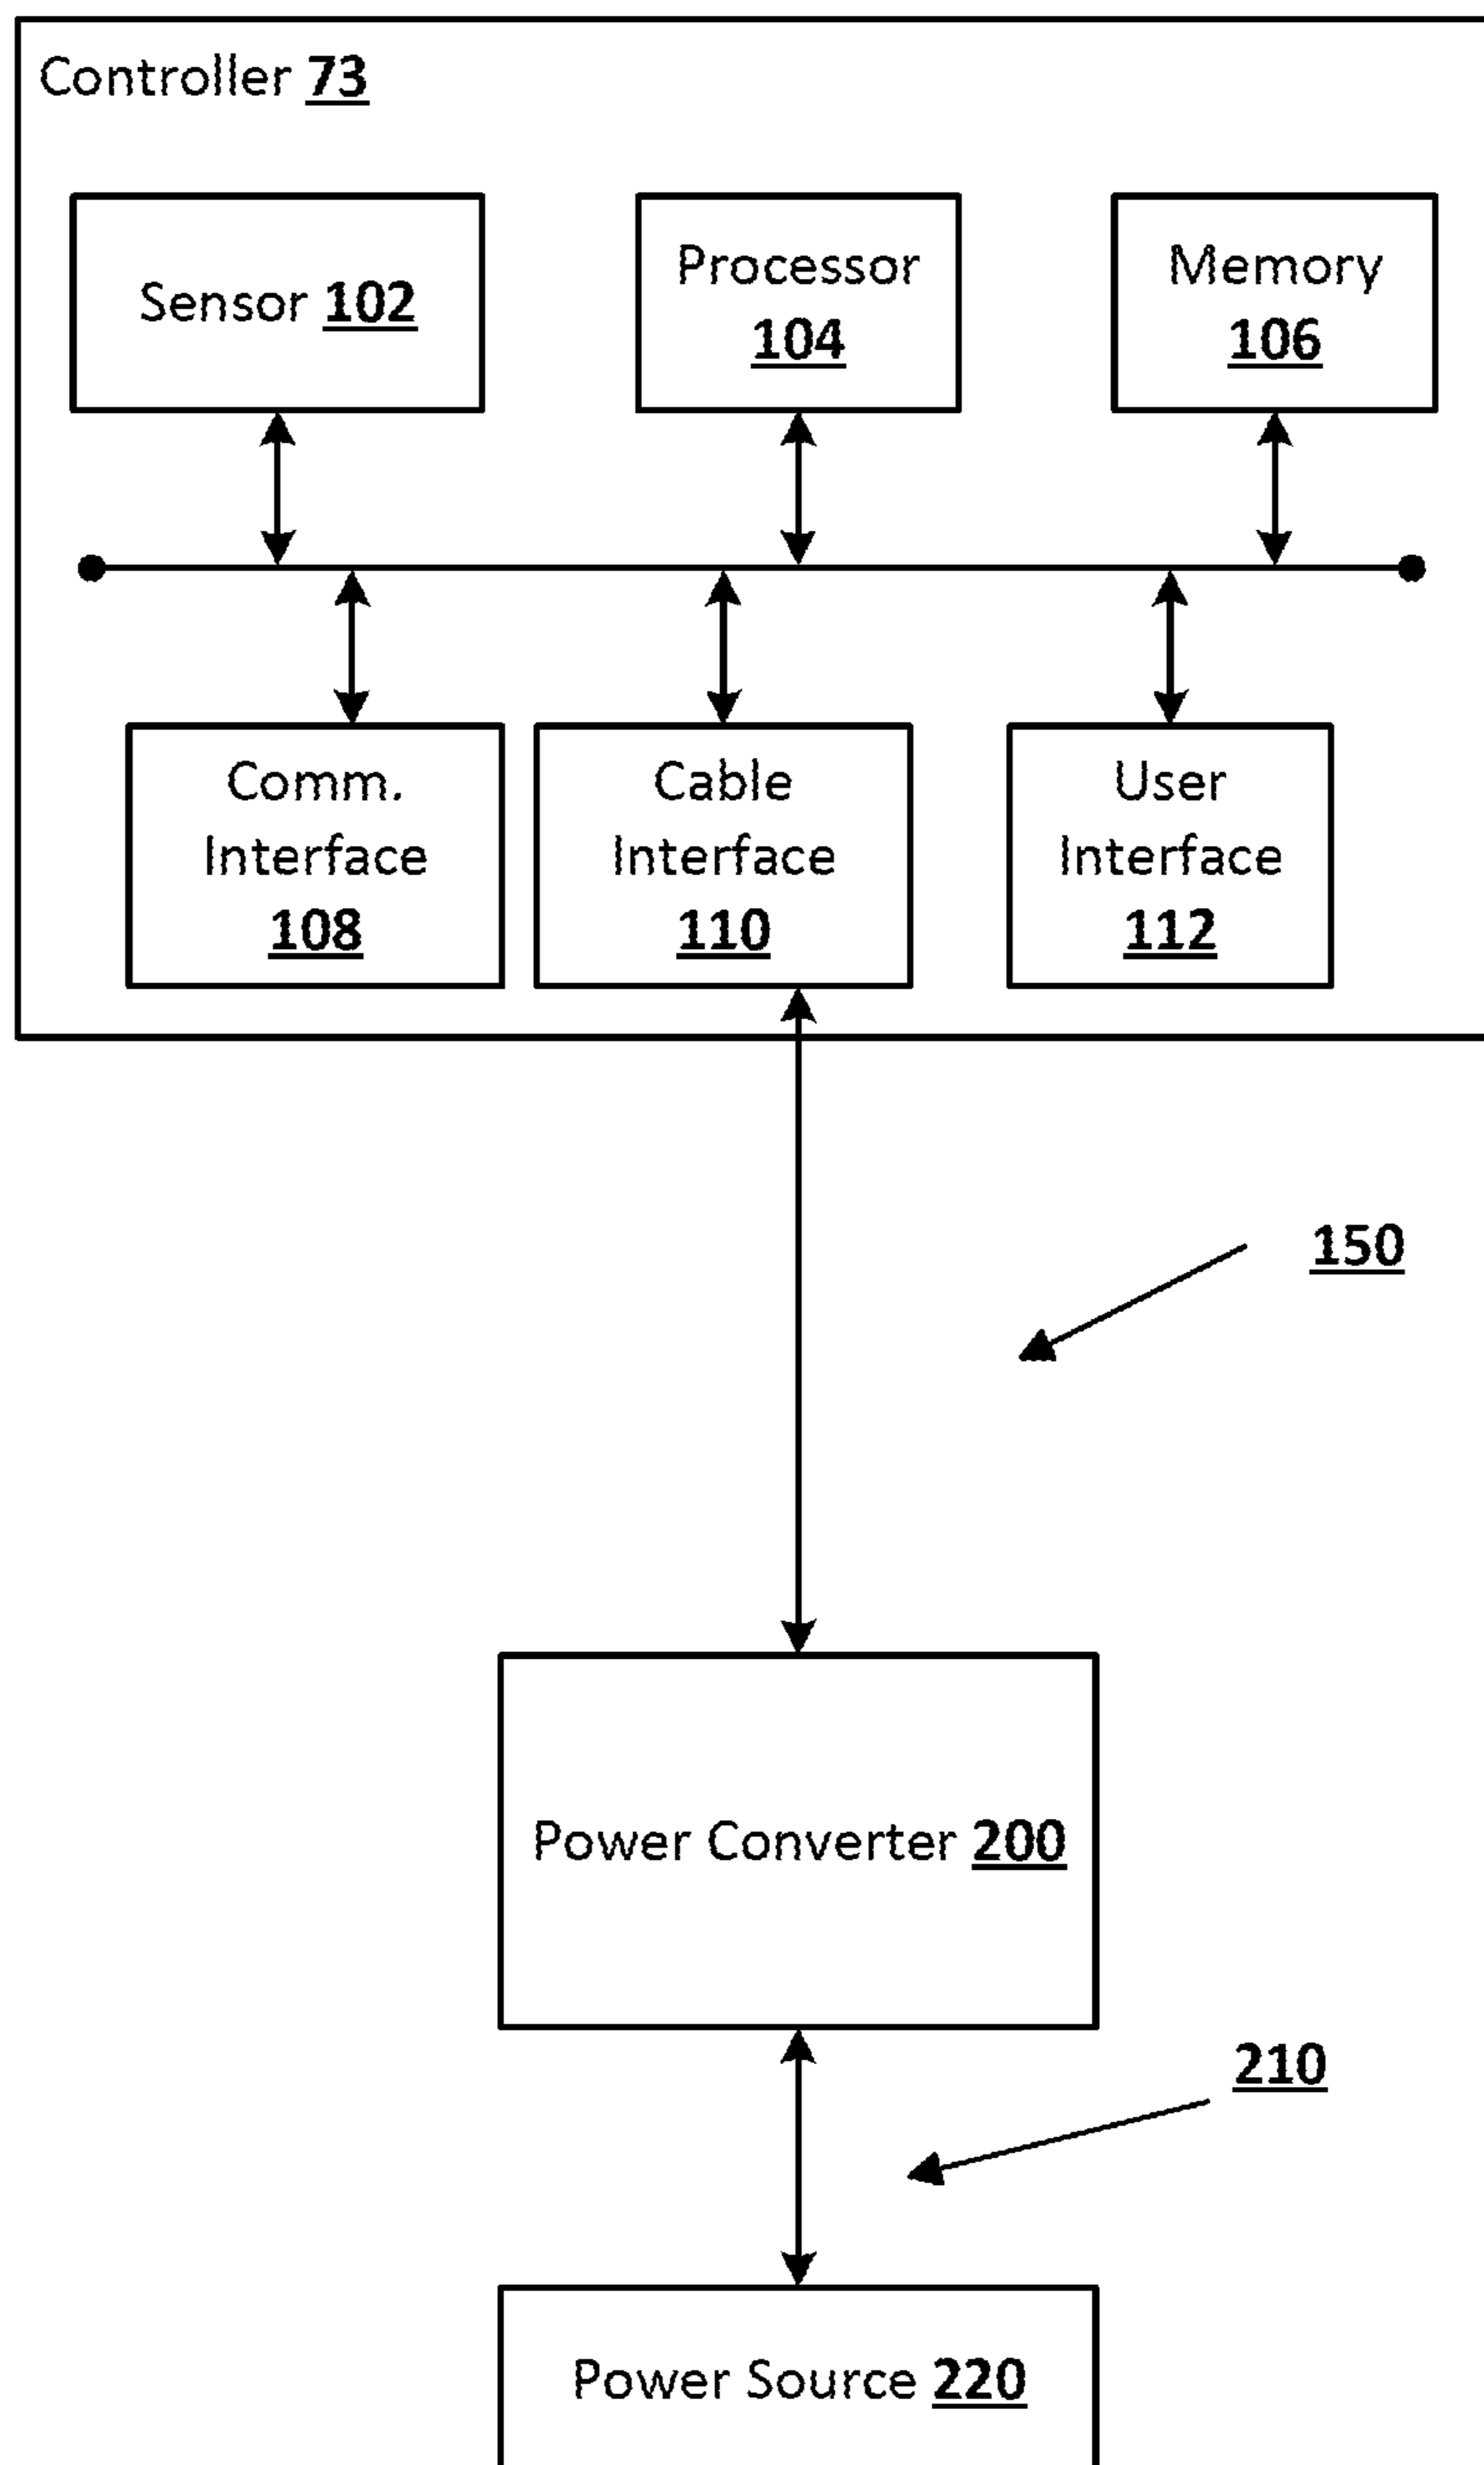 Controller 73
Sensor 102
Processor
104
Memory
106
Comm.
Interface
108
Cable
Interface
110
User
Interface
112
150
Power Converter 200
210
Power Source 220